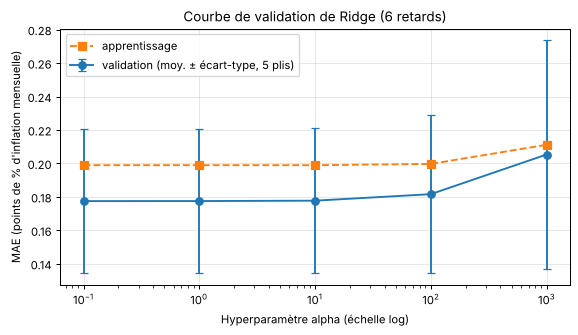 Courbe de validation de Ridge (6 retards)
MAE (points de % d'inflation mensuelle)
0.28
0.26
0.24
0.22
0.20
0.18
0.16
0.14
apprentissage
validation (moy. ± écart-type, 5 plis)
10⁻¹
10⁰
10¹
10²
10³
Hyperparamètre alpha (échelle log)